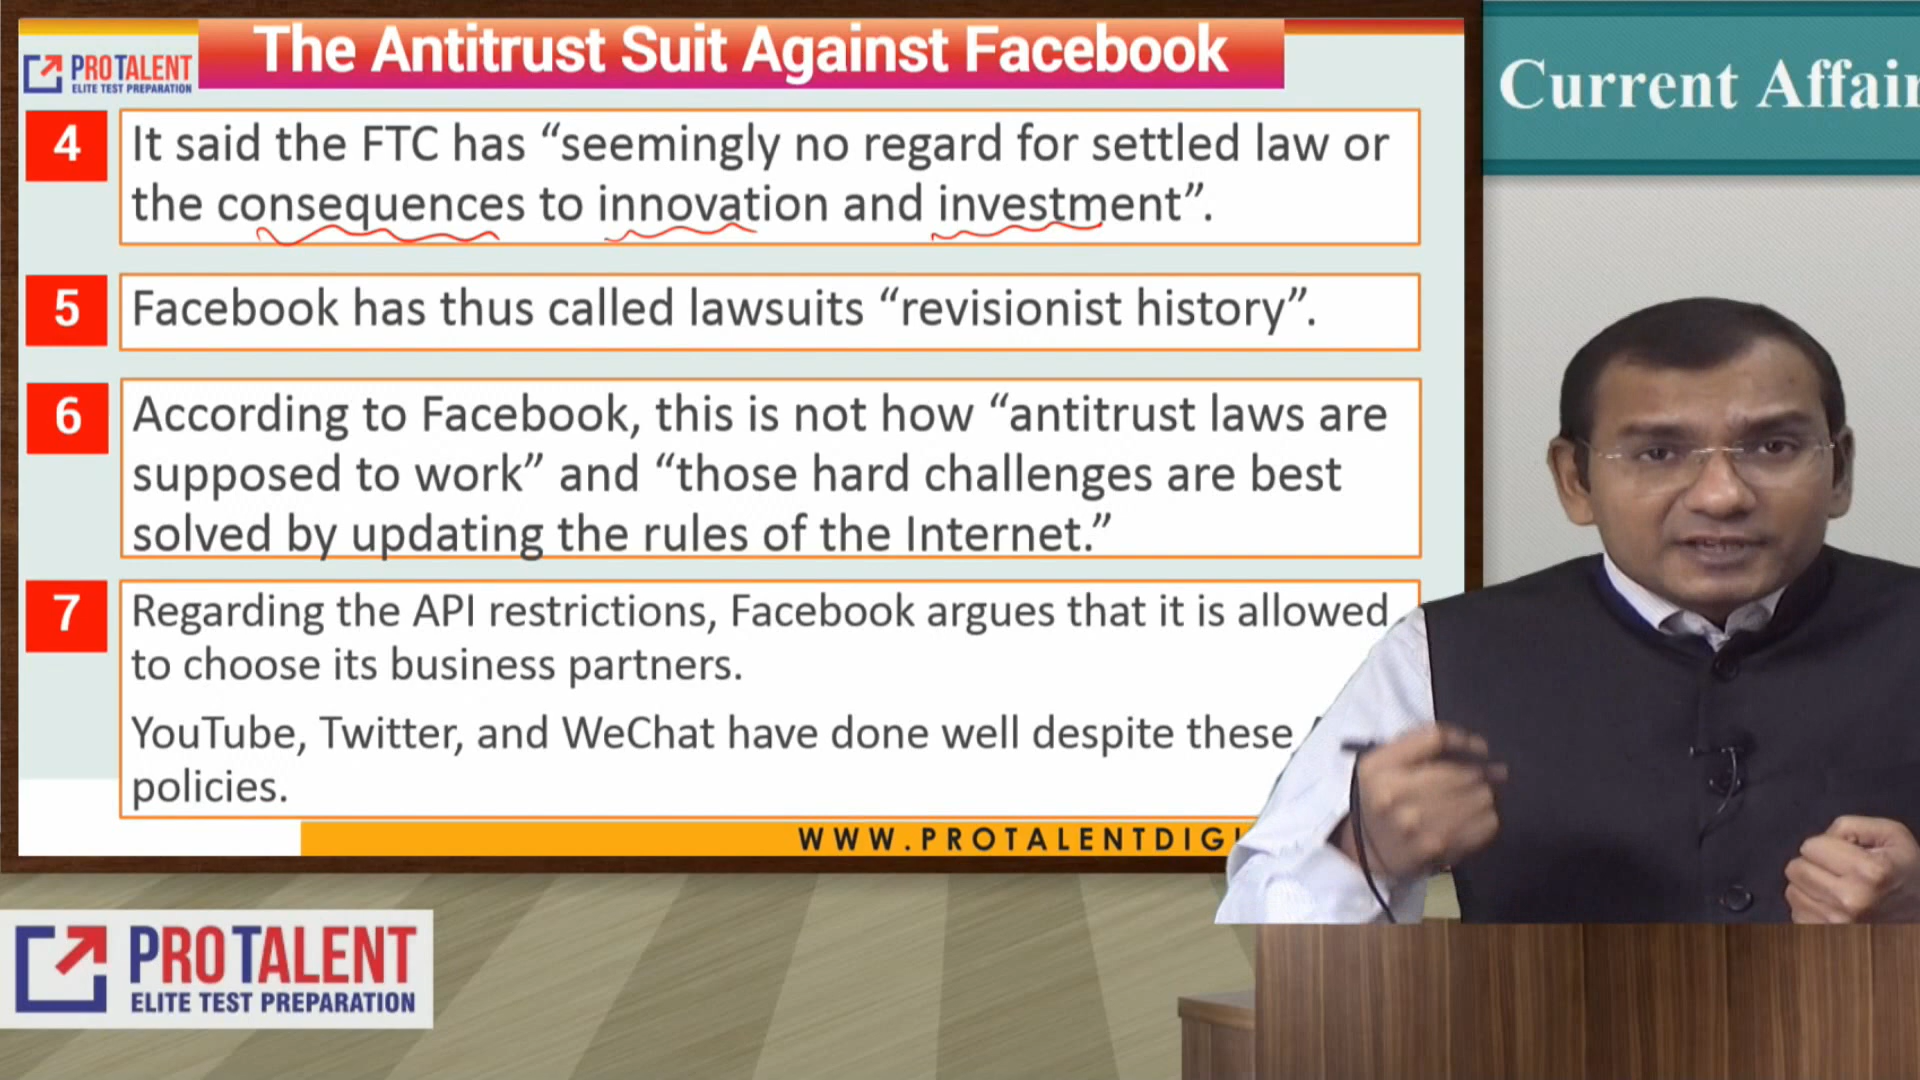 The Antitrust Suit Against Facebook
PROTALENT
ELITE TEST PREPARATION
Current Affair
4
It said the FTC has “seemingly no regard for settled law or
the consequences to innovation and investment”.
5
Facebook has thus called lawsuits “revisionist history”.
6
According to Facebook, this is not how “antitrust laws are
supposed to work” and “those hard challenges are best
solved by updating the rules of the Internet.”
7
Regarding the API restrictions, Facebook argues that it is allowed
to choose its business partners.
YouTube, Twitter, and WeChat have done well despite these
policies.
WWW.PROTALENTDIGI
PROTALENT
ELITE TEST PREPARATION